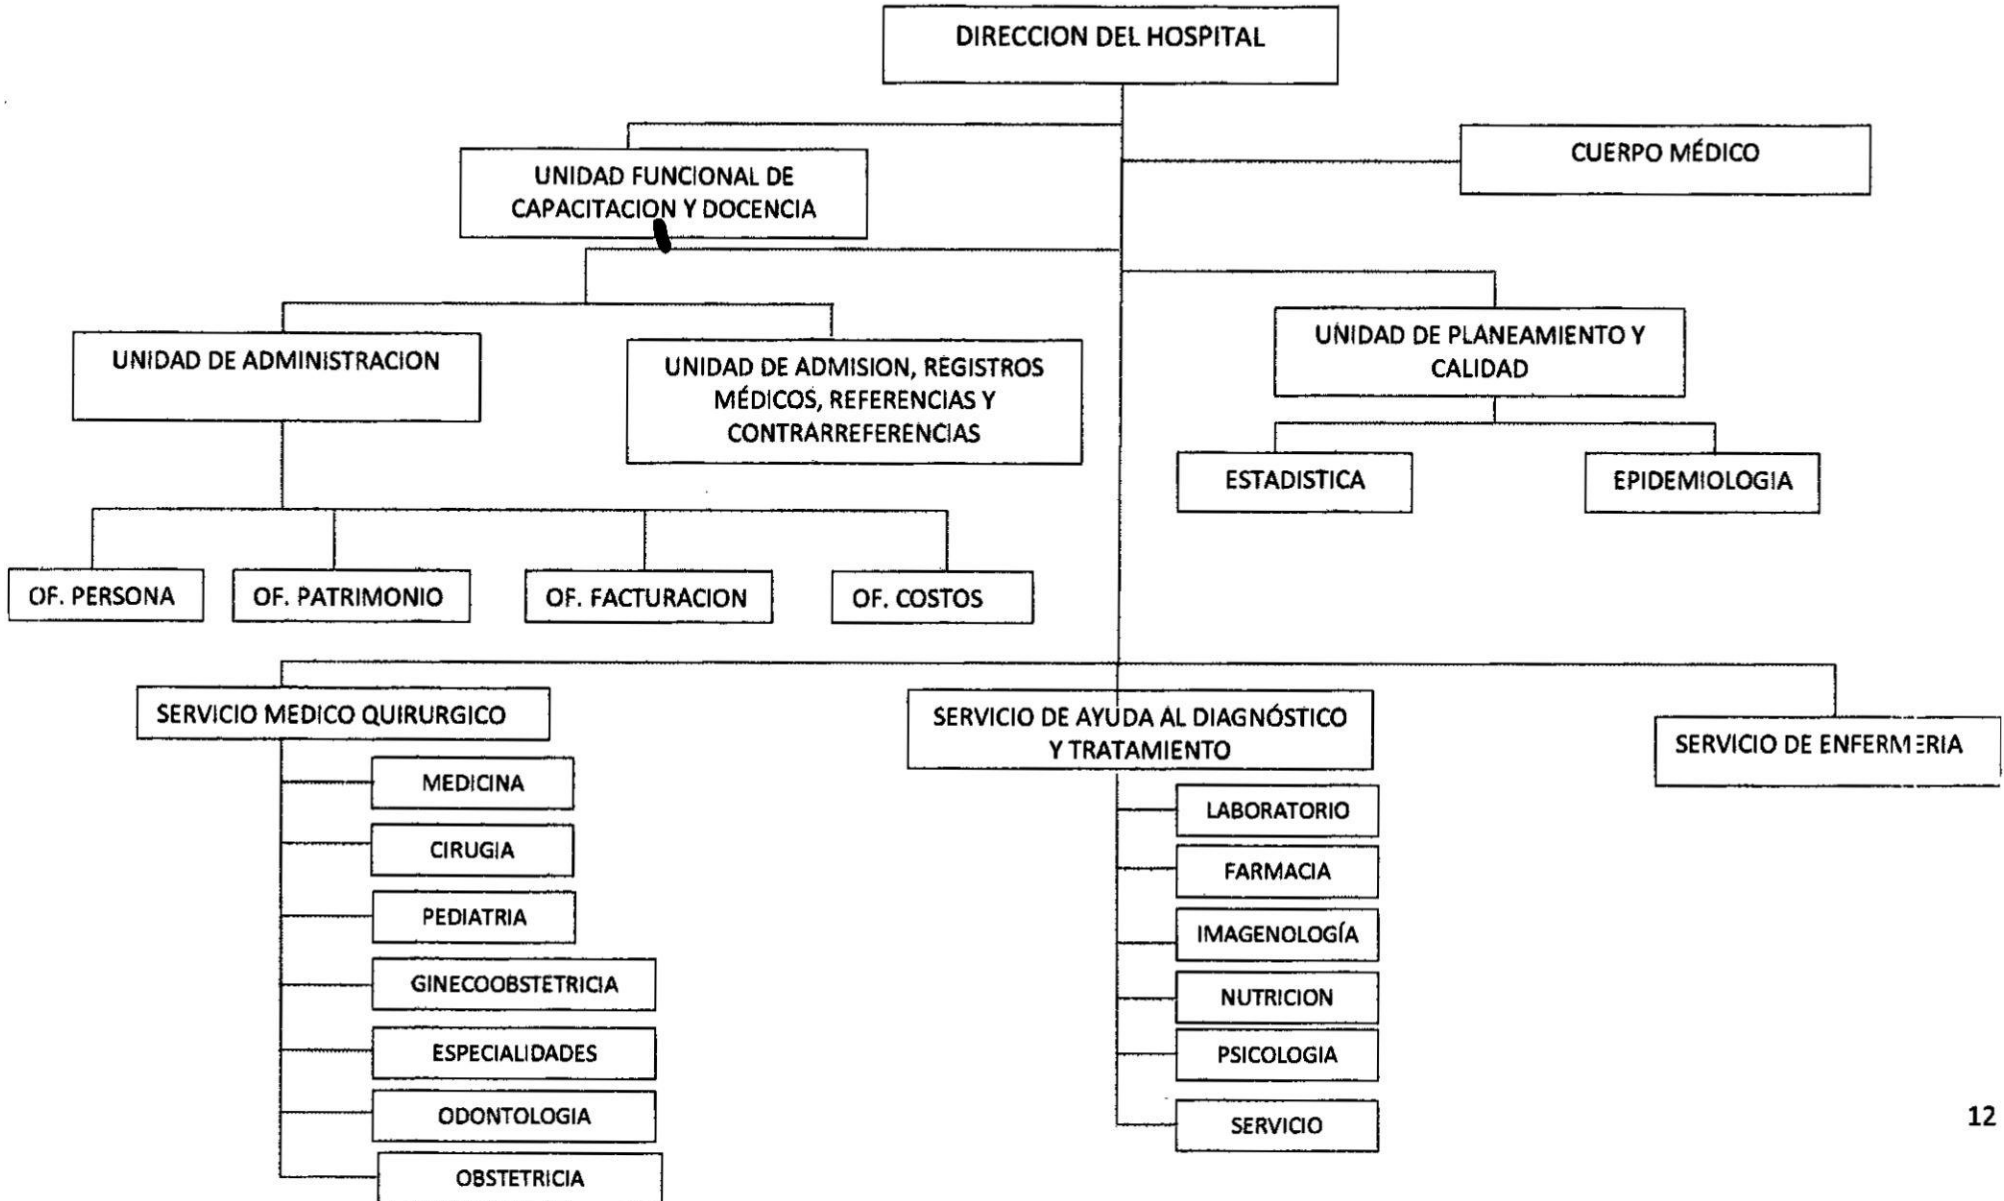 DIRECCION DEL HOSPITAL
CUERPO MÉDICO
UNIDAD FUNCIONAL DE
CAPACITACION Y DOCENCIA
UNIDAD DE ADMINISTRACION
UNIDAD DE ADMISION, REGISTROS
MÉDICOS, REFERENCIAS Y
CONTRARREFERENCIAS
UNIDAD DE PLANEAMIENTO Y
CALIDAD
ESTADISTICA
EPIDEMIOLOGIA
OF. PERSONA
OF. PATRIMONIO
OF. FACTURACION
OF. COSTOS
SERVICIO MEDICO QUIRURGICO
MEDICINA
CIRUGIA
PEDIATRIA
GINECOOBSTETRICIA
ESPECIALIDADES
ODONTOLOGIA
OBSTETRICIA
SERVICIO DE AYUDA AL DIAGNÓSTICO
Y TRATAMIENTO
LABORATORIO
FARMACIA
IMAGENOLOGÍA
NUTRICION
PSICOLOGIA
SERVICIO
SERVICIO DE ENFERMERIA
12